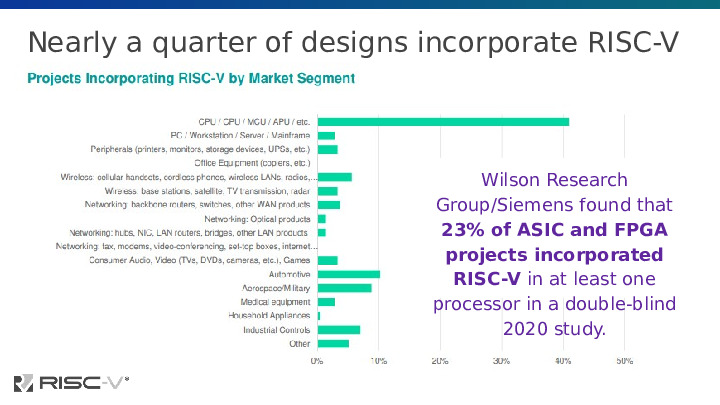 Nearly a quarter of designs incorporate RISC-V
Projects Incorporating RISC-V by Market Segment
CPU / GPU / MCU / APU / etc.
PC / Workstation / Server / Mainframe
Peripherals (printers, monitors, storage devices, UPSs, etc.)
Office Equipment (copiers, etc.)
Wireless: cellular handsets, cordless phones, wireless LANs, radios,...
Wireless: base stations, satellite, TV transmission, radar
Networking: backbone routers, switches, other WAN products
Networking: Optical products
Networking: hubs, NIC, LAN routers, bridges, other LAN products
Networking: fax, modems, video-conferencing, set-top boxes, internet...
Consumer Audio, Video (TVs, DVDs, cameras, etc.), Games
Automotive
Aerospace/Military
Medical equipment
Household Appliances
Industrial Controls
Other
0% 10% 20% 30% 40% 50%
Wilson Research
Group/Siemens found that
23% of ASIC and FPGA
projects incorporated
RISC-V in at least one
processor in a double-blind
2020 study.
RISC-V®